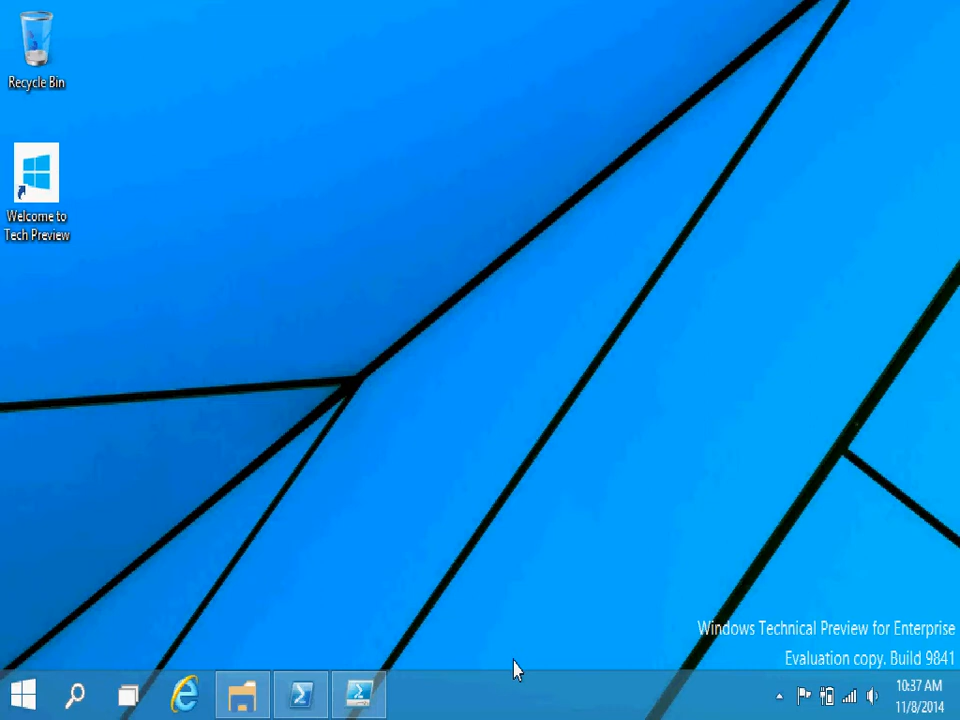 Recycle Bin
Welcome to
Tech Preview
Windows Technical Preview for Enterprise
Evaluation copy. Build 9841
10:37 AM
11/8/2014